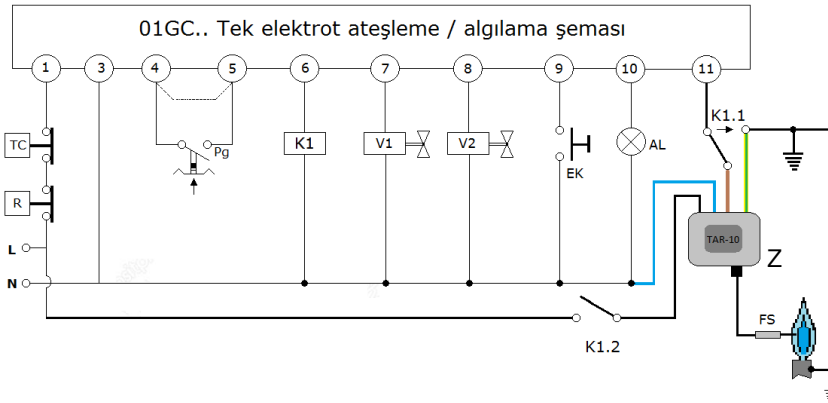 01GC.. Tek elektrot ateşleme / algılama şeması
1 3 4 5 6 7 8 9 10 11
K1.1
TC
Pg
K1
V1
V2
EK
AL
R
L
N
TAR-10
Z
FS
K1.2